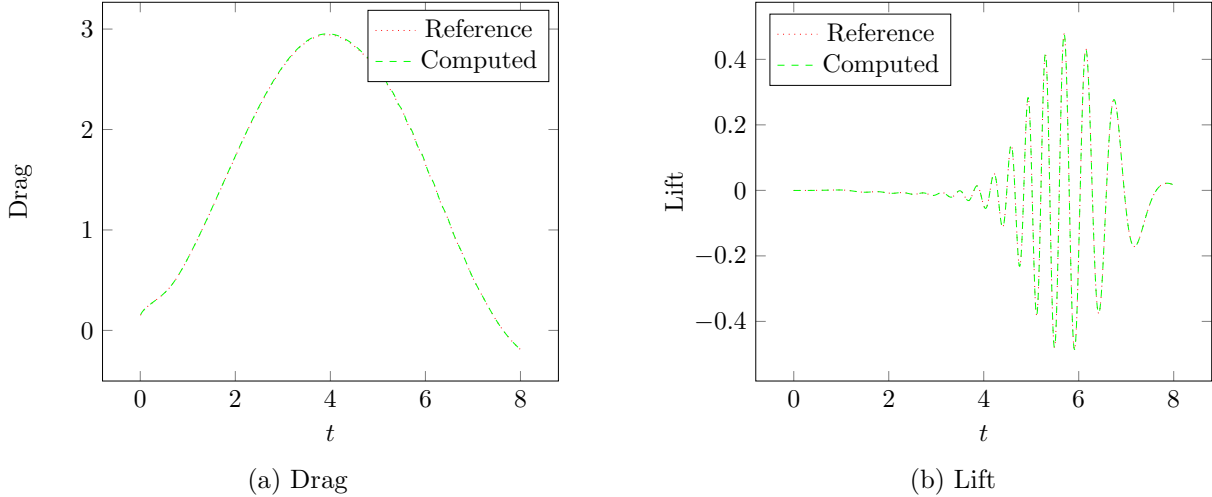 3
2
1
0
Drag
Reference
Computed
0 2 4 6 8
t
(a) Drag
0.4
0.2
0
−0.2
−0.4
Lift
Reference
Computed
0 2 4 6 8
t
(b) Lift